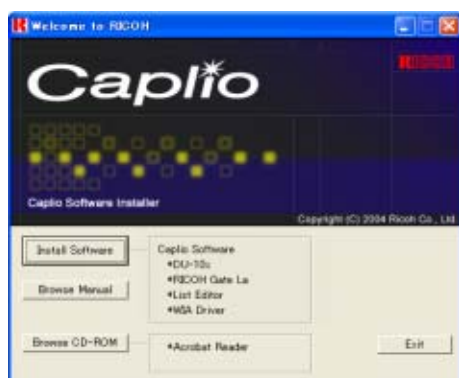 Welcome to RICOH
Caplio
RICOH
Caplio Software Installer
Copyright (C) 2004 Ricoh Co., Ltd.
Install Software
Caplio Software
*DU-10x
*RICOH Gate La
*List Editor
*WIA Driver
Browse Manual
Browse CD-ROM
*Acrobat Reader
Exit